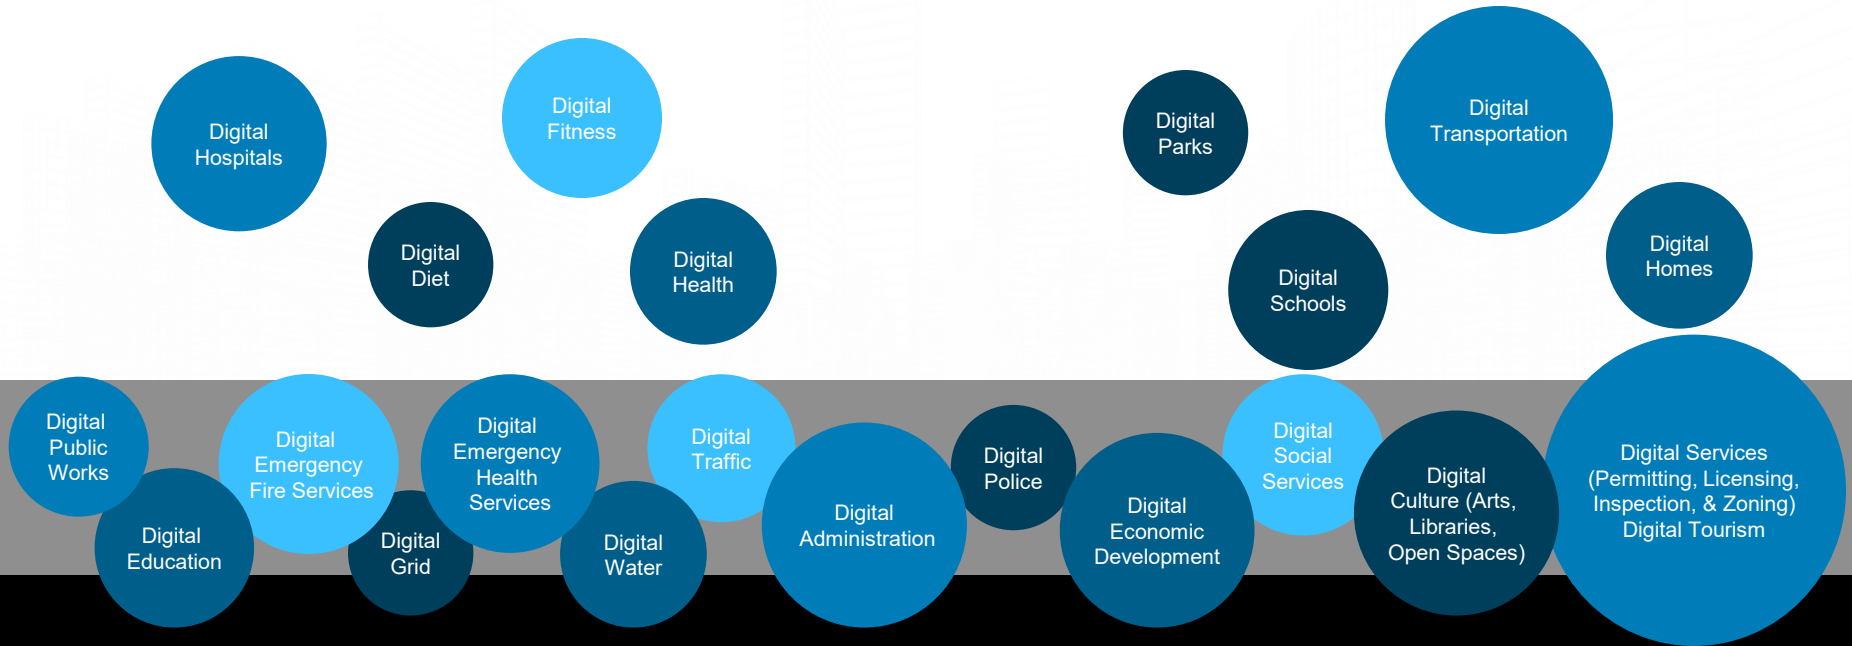 Digital
Hospitals
Digital
Fitness
Digital
Parks
Digital
Transportation
Digital
Diet
Digital
Health
Digital
Schools
Digital
Homes
Digital
Public
Works
Digital
Education
Digital
Emergency
Fire Services
Digital
Grid
Digital
Emergency
Health
Services
Digital
Water
Digital
Traffic
Digital
Administration
Digital
Police
Digital
Economic
Development
Digital
Social
Services
Digital
Culture (Arts,
Libraries,
Open Spaces)
Digital Services
(Permitting, Licensing,
Inspection, & Zoning)
Digital Tourism